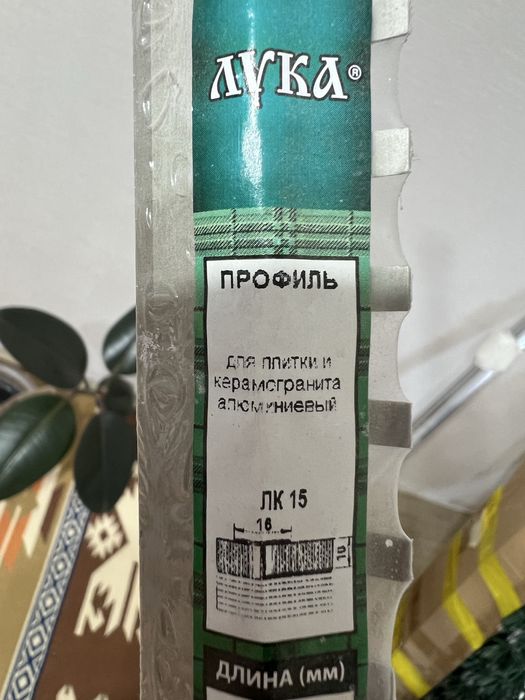 ЛУКА®
ПРОФИЛЬ
для плитки и
керамогранита
алюминиевый
ЛК 15
16
10
ДЛИНА (мм)